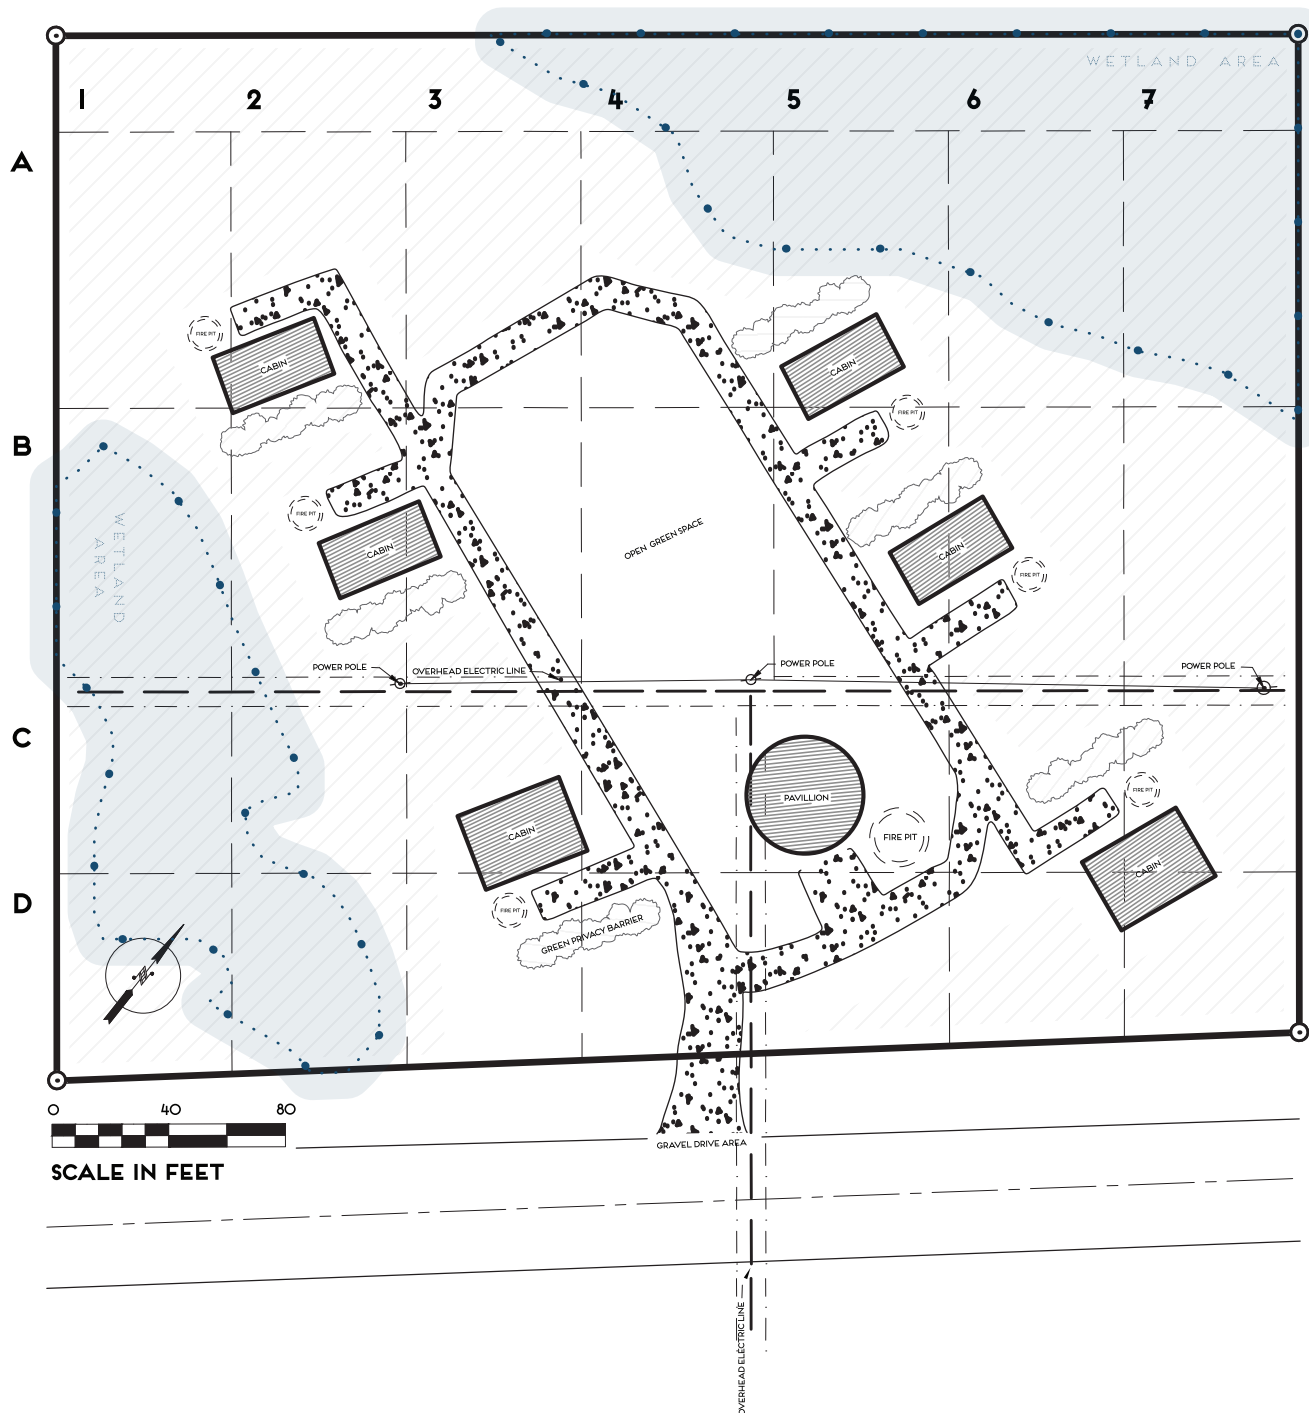 WETLAND AREA
1 2 3 4 5 6 7
A
FIRE PIT
CABIN
CABIN
FIRE PIT
B
FIRE PIT
CABIN
WETLAND
AREA
OPEN GREEN SPACE
CABIN
FIRE PIT
POWER POLE
OVERHEAD ELECTRIC LINE
POWER POLE
POWER POLE
C
PAVILLION
FIRE PIT
CABIN
FIRE PIT
CABIN
D
FIRE PIT
GREEN PRIVACY BARRIER
N
0 40 80
SCALE IN FEET
GRAVEL DRIVE AREA
OVERHEAD ELECTRIC LINE